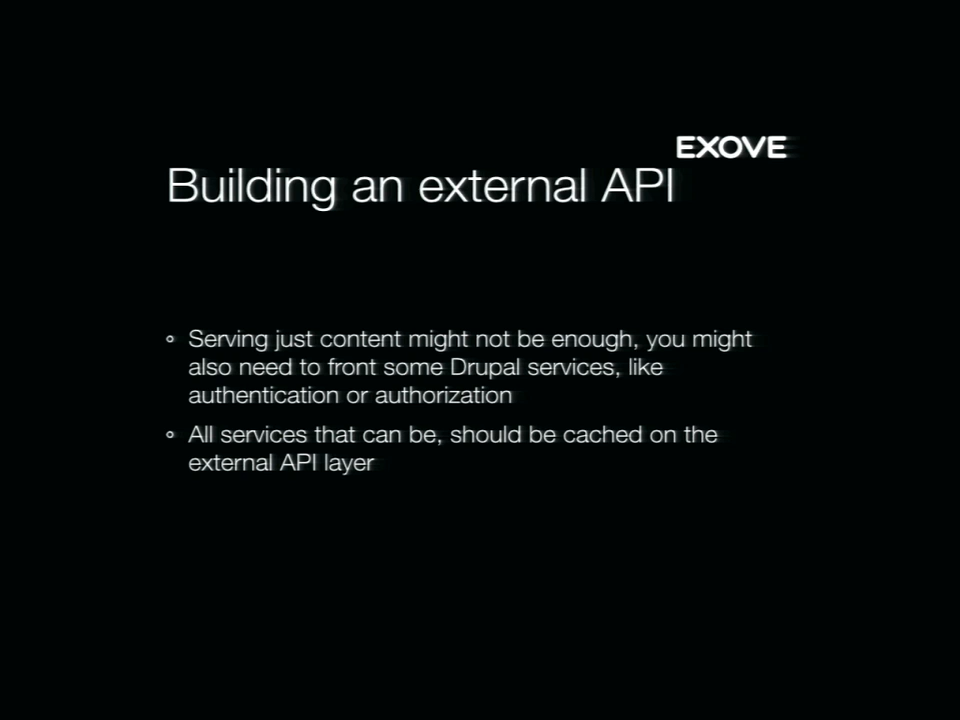 EXOVE
Building an external API
Serving just content might not be enough, you might
also need to front some Drupal services, like
authentication or authorization
All services that can be, should be cached on the
external API layer